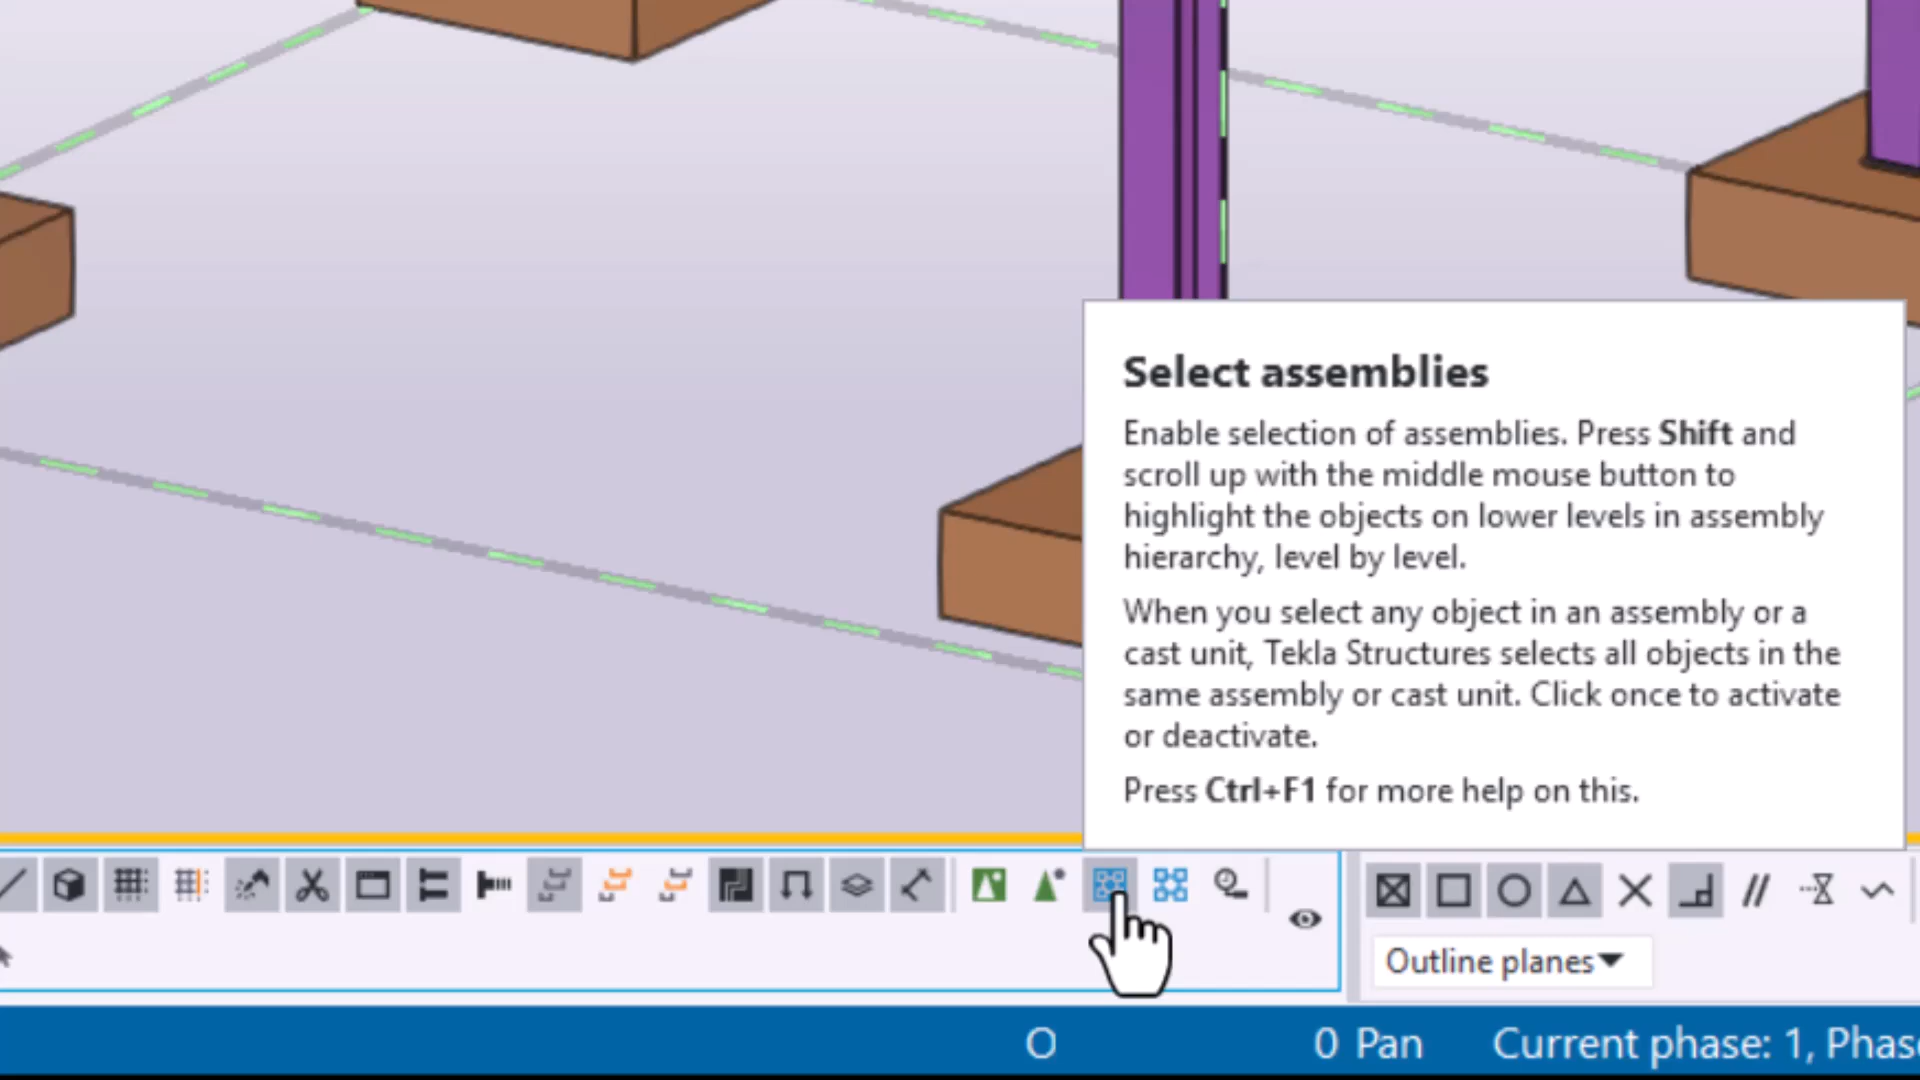 Select assemblies
Enable selection of assemblies. Press Shift and
scroll up with the middle mouse button to
highlight the objects on lower levels in assembly
hierarchy, level by level.
When you select any object in an assembly or a
cast unit, Tekla Structures selects all objects in the
same assembly or cast unit. Click once to activate
or deactivate.
Press Ctrl+F1 for more help on this.
Outline planes
O 0 Pan Current phase: 1, Phase